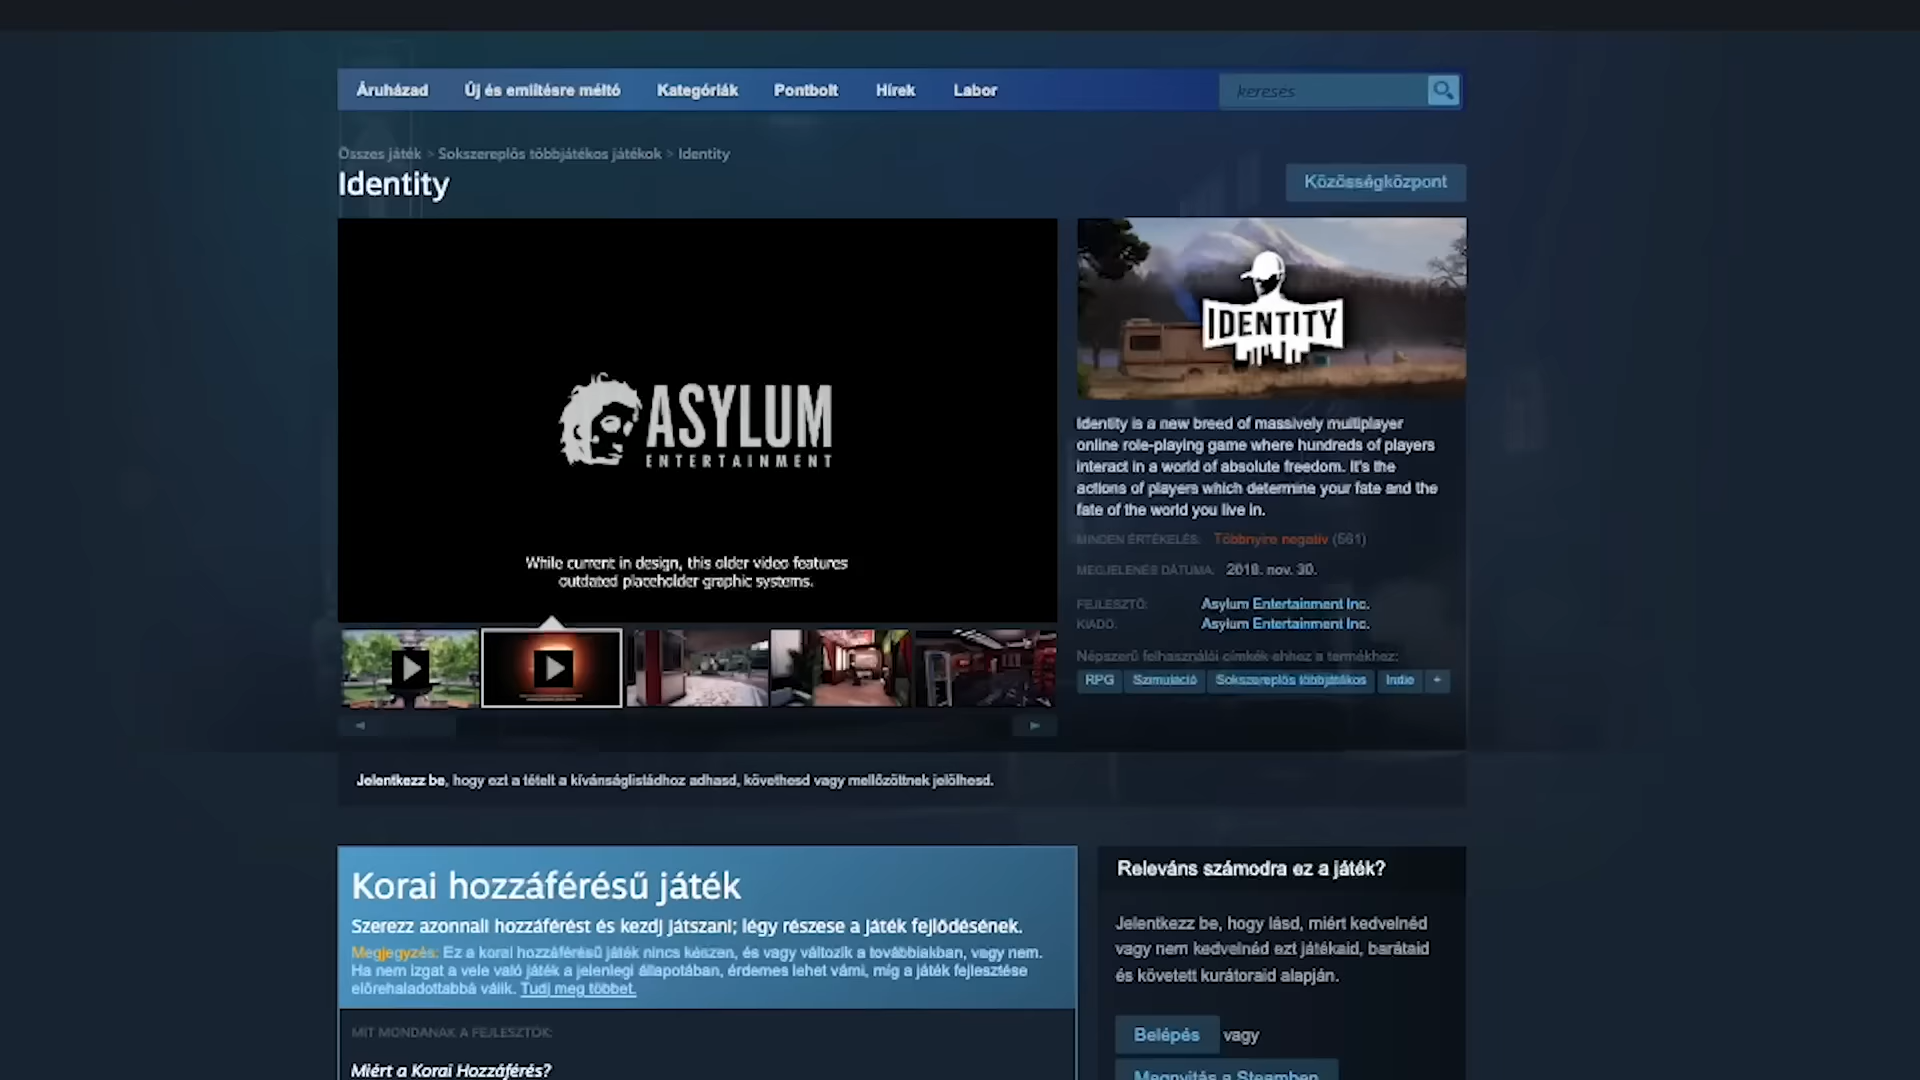 Áruházad Új és említésre méltó Kategóriák Pontbolt Hírek Labor keresés
Összes játék > Sokszereplős többjátékos játékok > Identity
Identity
Közösségközpont
ASYLUM
ENTERTAINMENT
While current in design, this older video features
outdated placeholder graphic systems.
IDENTITY
Identity is a new breed of massively multiplayer
online role-playing game where hundreds of players
interact in a world of absolute freedom. It's the
actions of players which determine your fate and the
fate of the world you live in.
MINDEN ÉRTÉKELÉS: Többnyire negatív (561)
MEGJELENÉS DÁTUMA: 2018. nov. 30.
FEJLESZTŐ: Asylum Entertainment Inc.
KIADÓ: Asylum Entertainment Inc.
Népszerű felhasználói címkék ehhez a termékhez:
RPG Szimuláció Sokszereplős többjátékos Indie +
Jelentkezz be, hogy ezt a tételt a kívánságlistádhoz adhasd, követhesd vagy mellőzöttnek jelölhesd.
Korai hozzáférésű játék
Szerezz azonnali hozzáférést és kezdj játszani; légy részese a játék fejlődésének.
Megjegyzés: Ez a korai hozzáférésű játék nincs készen, és vagy változik a továbbiakban, vagy nem.
Ha nem izgat a vele való játék a jelenlegi állapotában, érdemes lehet várni, míg a játék fejlesztése
előrehaladottabbá válik. Tudj meg többet.
MIT MONDANAK A FEJLESZTŐK:
Miért a Korai Hozzáférés?
Releváns számodra ez a játék?
Jelentkezz be, hogy lásd, miért kedvelnéd
vagy nem kedvelnéd ezt játékaid, barátaid
és követett kurátoraid alapján.
Belépés vagy
Megnyitás a Steamben